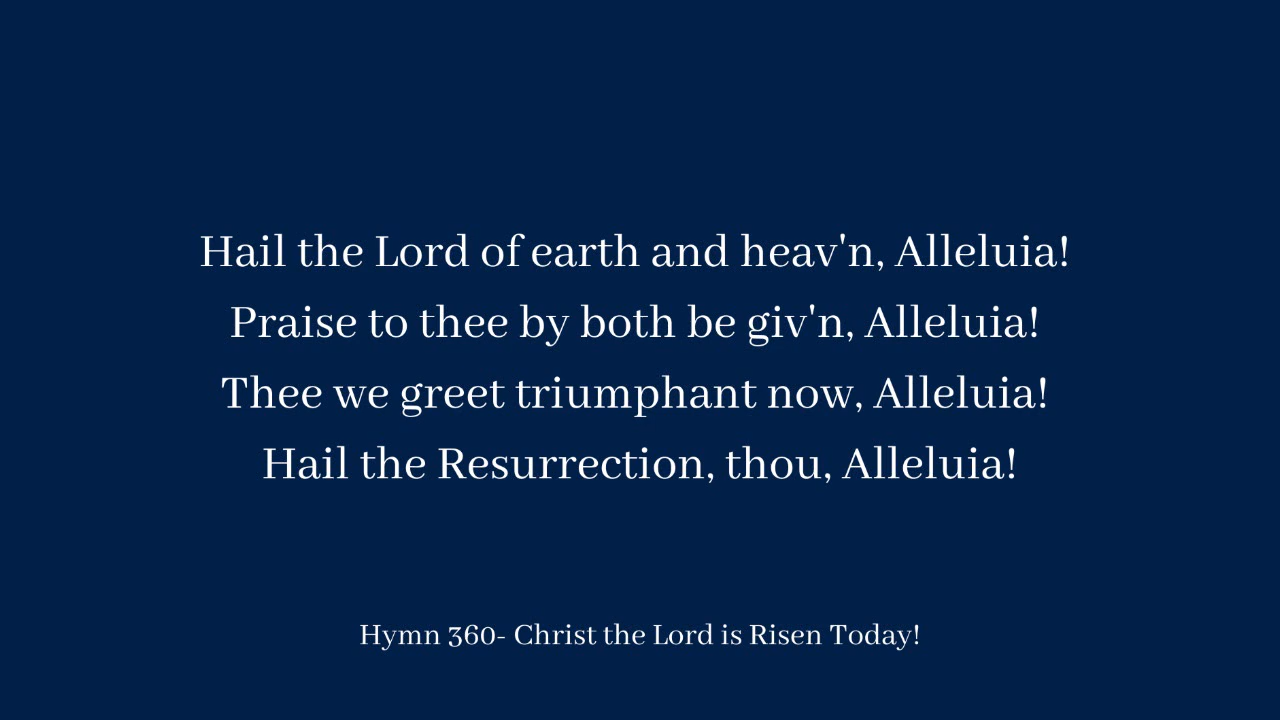 Hail the Lord of earth and heav'n, Alleluia!
Praise to thee by both be giv'n, Alleluia!
Thee we greet triumphant now, Alleluia!
Hail the Resurrection, thou, Alleluia!
Hymn 360- Christ the Lord is Risen Today!